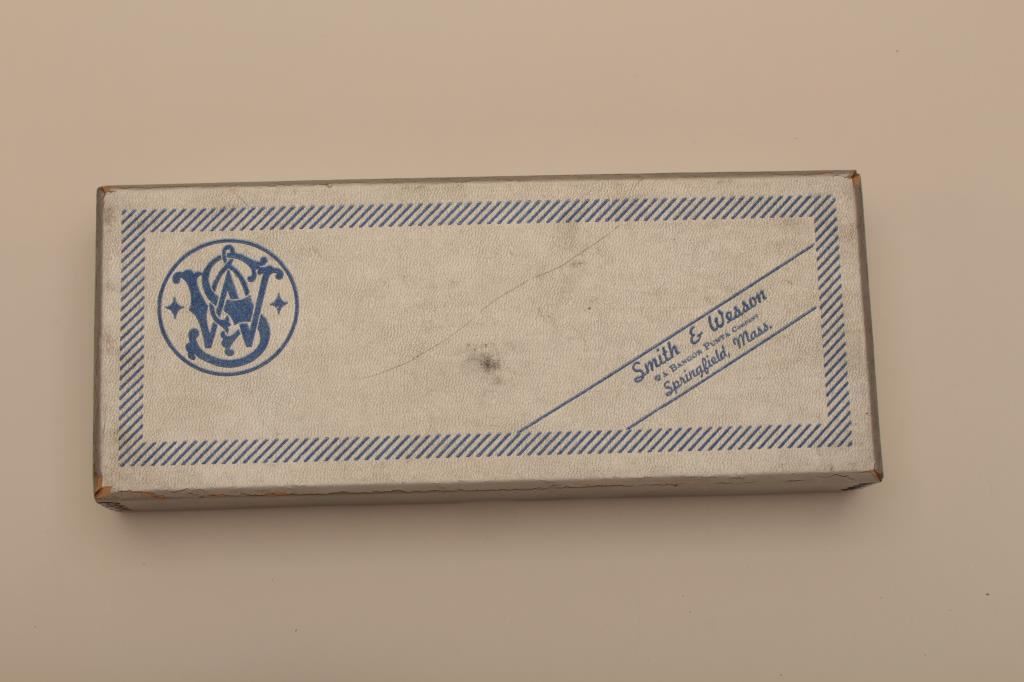 S&W
Smith & Wesson
A Bangor Punta Company
Springfield, Mass.